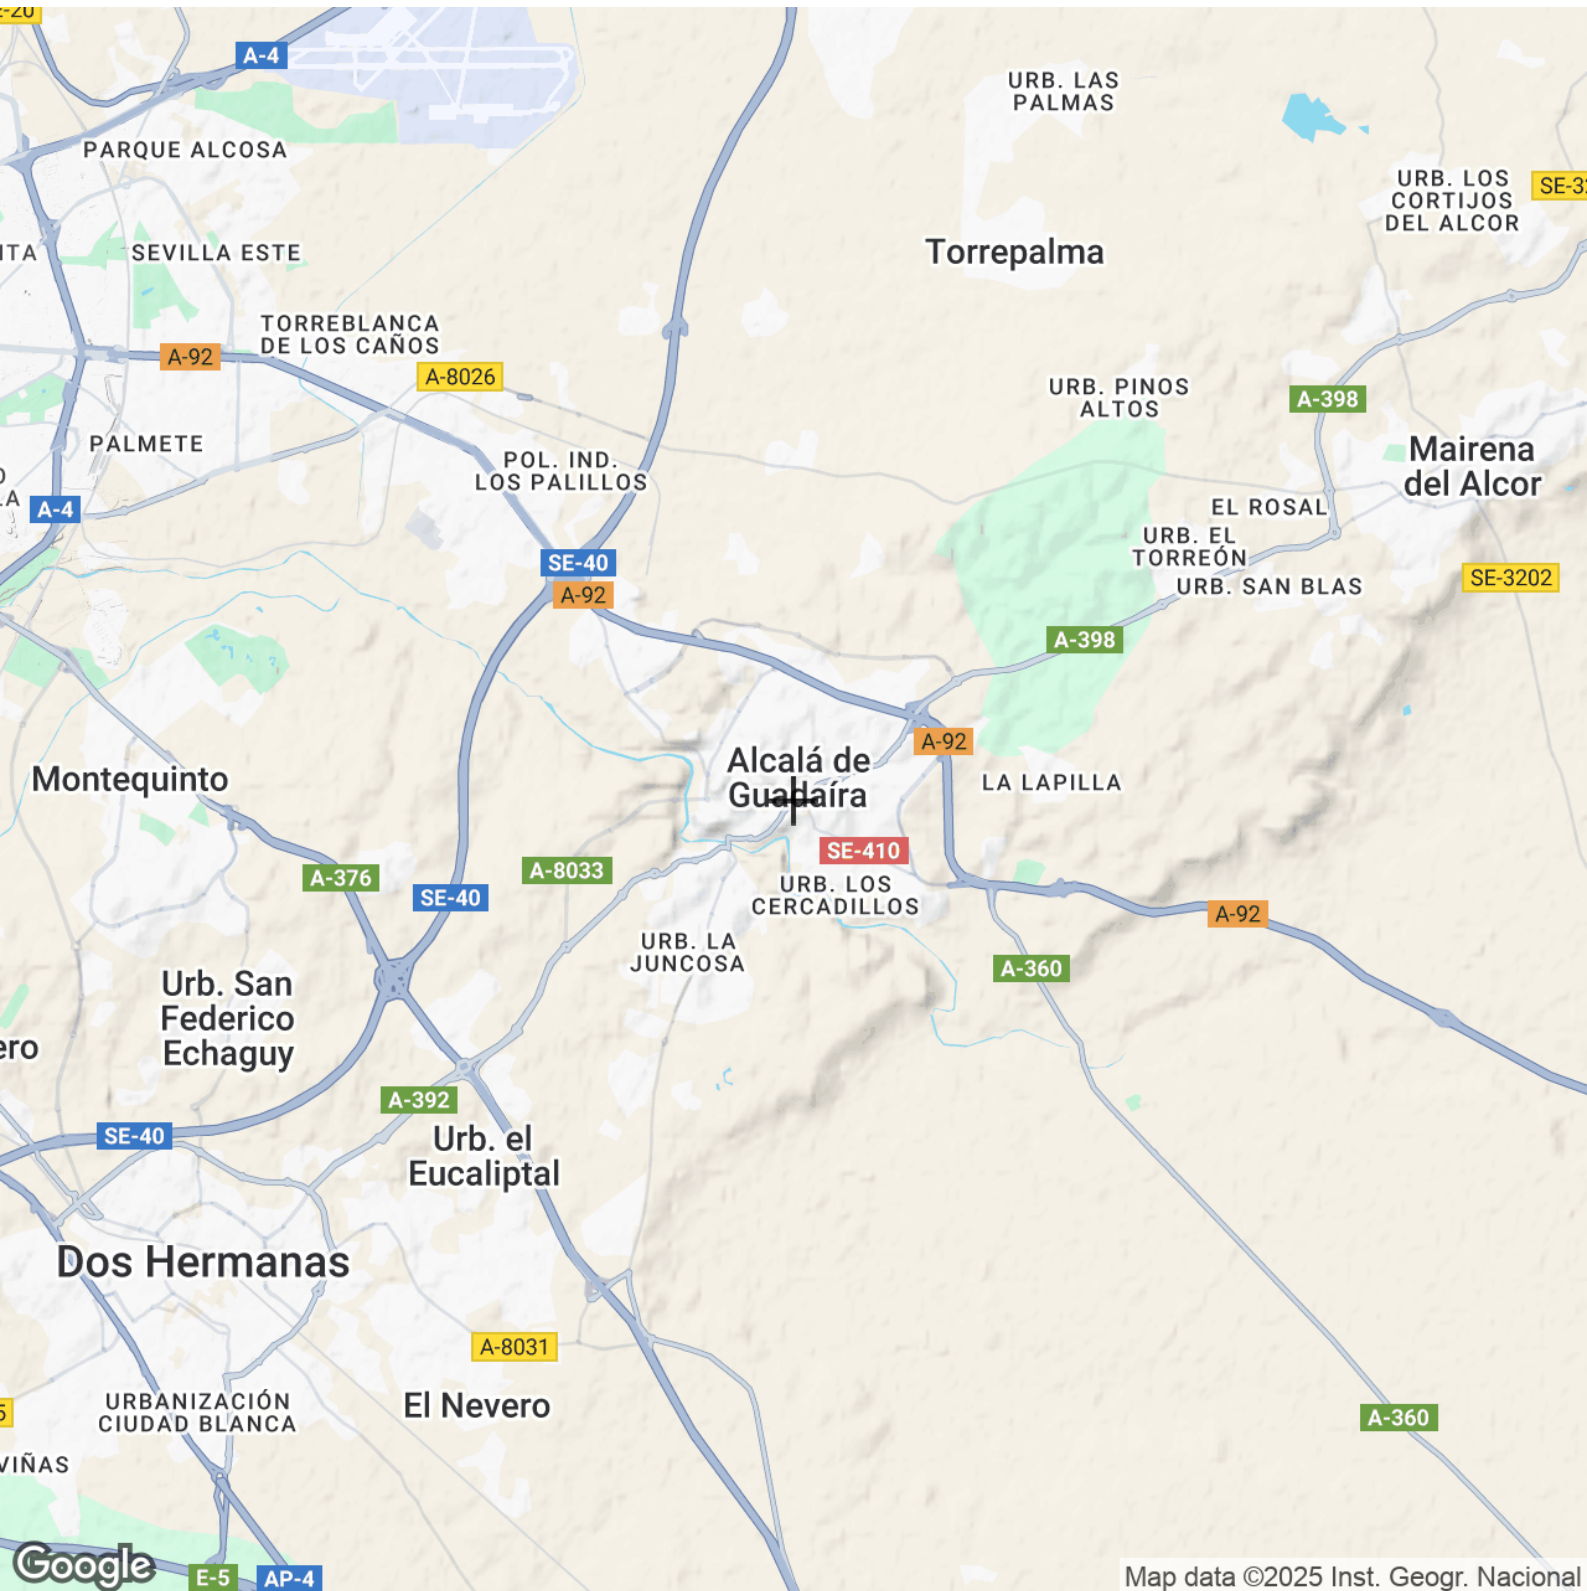 A-4
URB. LAS
PALMAS
PARQUE ALCOSA
URB. LOS
CORTIJOS
DEL ALCOR
SEVILLA ESTE
Torrepalma
TORREBLANCA
DE LOS CAÑOS
A-92
A-8026
URB. PINOS
ALTOS
A-398
PALMETE
POL. IND.
LOS PALILLOS
Mairena
del Alcor
A-4
EL ROSAL
URB. EL
TORREÓN
SE-40
A-92
URB. SAN BLAS
SE-3202
A-398
Alcalá de
Guadaíra
A-92
Montequinto
LA LAPILLA
SE-410
A-376
A-8033
SE-40
URB. LOS
CERCADILLOS
A-92
URB. LA
JUNCOSA
A-360
Urb. San
Federico
Echaguy
A-392
SE-40
Urb. el
Eucaliptal
Dos Hermanas
A-8031
URBANIZACIÓN
CIUDAD BLANCA
El Nevero
A-360
VIÑAS
Google
E-5
AP-4
Map data ©2025 Inst. Geogr. Nacional